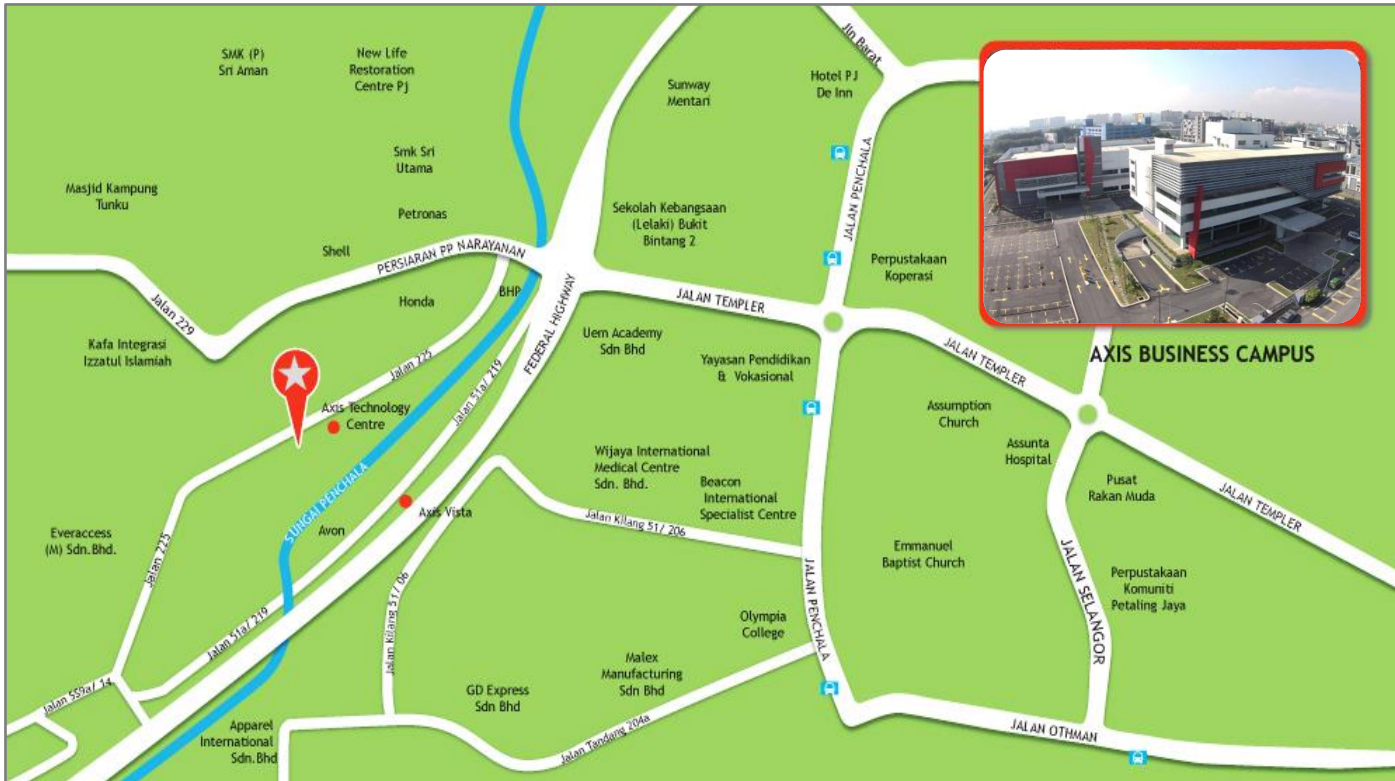 SMK (P)
Sri Aman
New Life
Restoration
Centre Pj
Sunway
Mentari
Jln Barat
Hotel PJ
De Inn
Smk Sri
Utama
Masjid Kampung
Tunku
Petronas
Sekolah Kebangsaan
(Lelaki) Bukit
Bintang 2
JALAN PENCHALA
Shell
PERSIARAN PP NARAYANAN
Perpustakaan
Koperasi
Jalan 229
Honda
BHP
FEDERAL HIGHWAY
JALAN TEMPLER
Kafa Integrasi
Izzatul Islamiah
Uem Academy
Sdn Bhd
Yayasan Pendidikan
& Vokasional
JALAN TEMPLER
AXIS BUSINESS CAMPUS
Jalan 225
Jalan 51a/ 219
Axis Technology
Centre
Assumption
Church
Assunta
Hospital
Wijaya International
Medical Centre
Sdn. Bhd.
Beacon
International
Specialist Centre
Pusat
Rakan Muda
JALAN TEMPLER
SUNGAI PENCHALA
Axis Vista
Avon
Jalan Kilang 51/ 206
Everaccess
(M) Sdn.Bhd.
Jalan 225
Emmanuel
Baptist Church
JALAN SELANGOR
Perpustakaan
Komuniti
Petaling Jaya
Jalan 51a/ 219
Jalan Kilang 51/ 06
JALAN PENCHALA
Olympia
College
Malex
Manufacturing
Sdn Bhd
Jalan SS9a/ 14
GD Express
Sdn Bhd
Apparel
International
Sdn.Bhd
Jalan Tandang 204a
JALAN OTHMAN